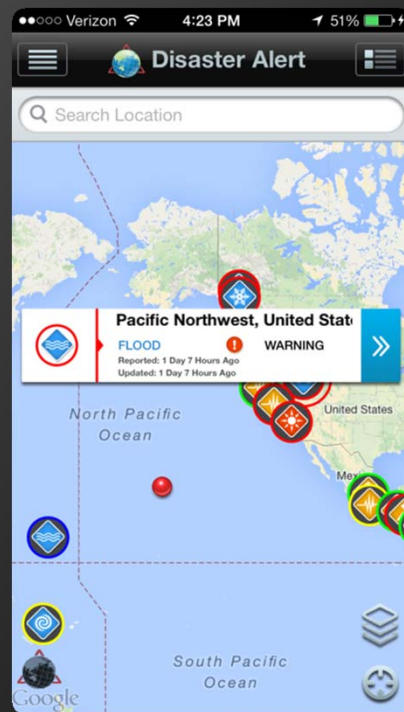 Verizon 4:23 PM 51%
Disaster Alert
Search Location
Pacific Northwest, United Stat
FLOOD ! WARNING
Reported: 1 Day 7 Hours Ago
Updated: 1 Day 7 Hours Ago
North Pacific
Ocean
United States
Mex
South Pacific
Ocean
Google